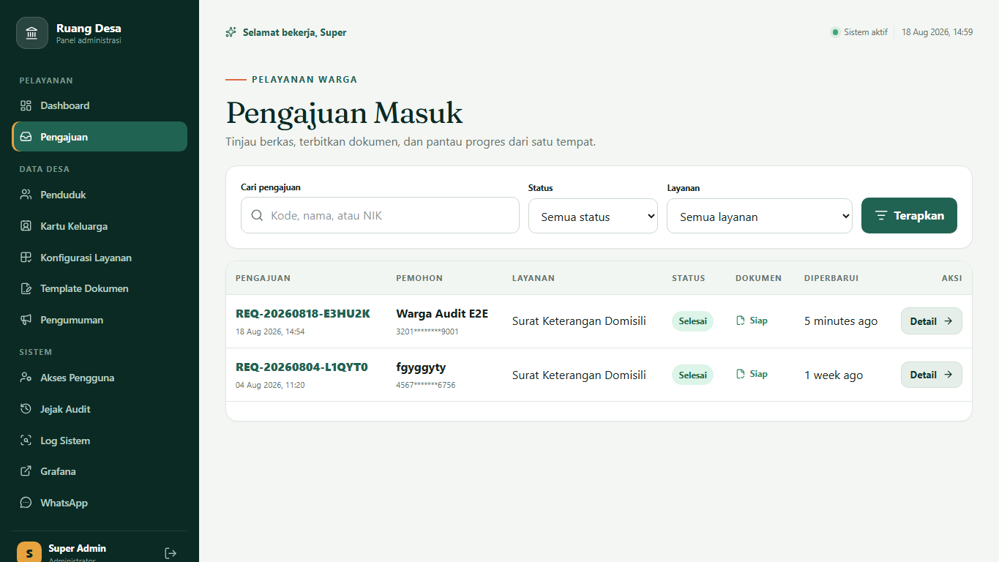 Ruang Desa
Panel administrasi
PELAYANAN
Dashboard
Pengajuan
DATA DESA
Penduduk
Kartu Keluarga
Konfigurasi Layanan
Template Dokumen
Pengumuman
SISTEM
Akses Pengguna
Jejak Audit
Log Sistem
Grafana
WhatsApp
S
Super Admin
Administrator
Selamat bekerja, Super
Sistem aktif
18 Aug 2026, 14:59
PELAYANAN WARGA
Pengajuan Masuk
Tinjau berkas, terbitkan dokumen, dan pantau progres dari satu tempat.
Cari pengajuan
Kode, nama, atau NIK
Status
Semua status
Layanan
Semua layanan
Terapkan
PENGAJUAN PEMOHON LAYANAN STATUS DOKUMEN DIPERBARUI AKSI
REQ-20260818-E3HU2K Warga Audit E2E Surat Keterangan Domisili Selesai Siap 5 minutes ago Detail
18 Aug 2026, 14:54 3201********9001
REQ-20260804-L1QYT0 fgyggyty Surat Keterangan Domisili Selesai Siap 1 week ago Detail
04 Aug 2026, 11:20 4567*******6756